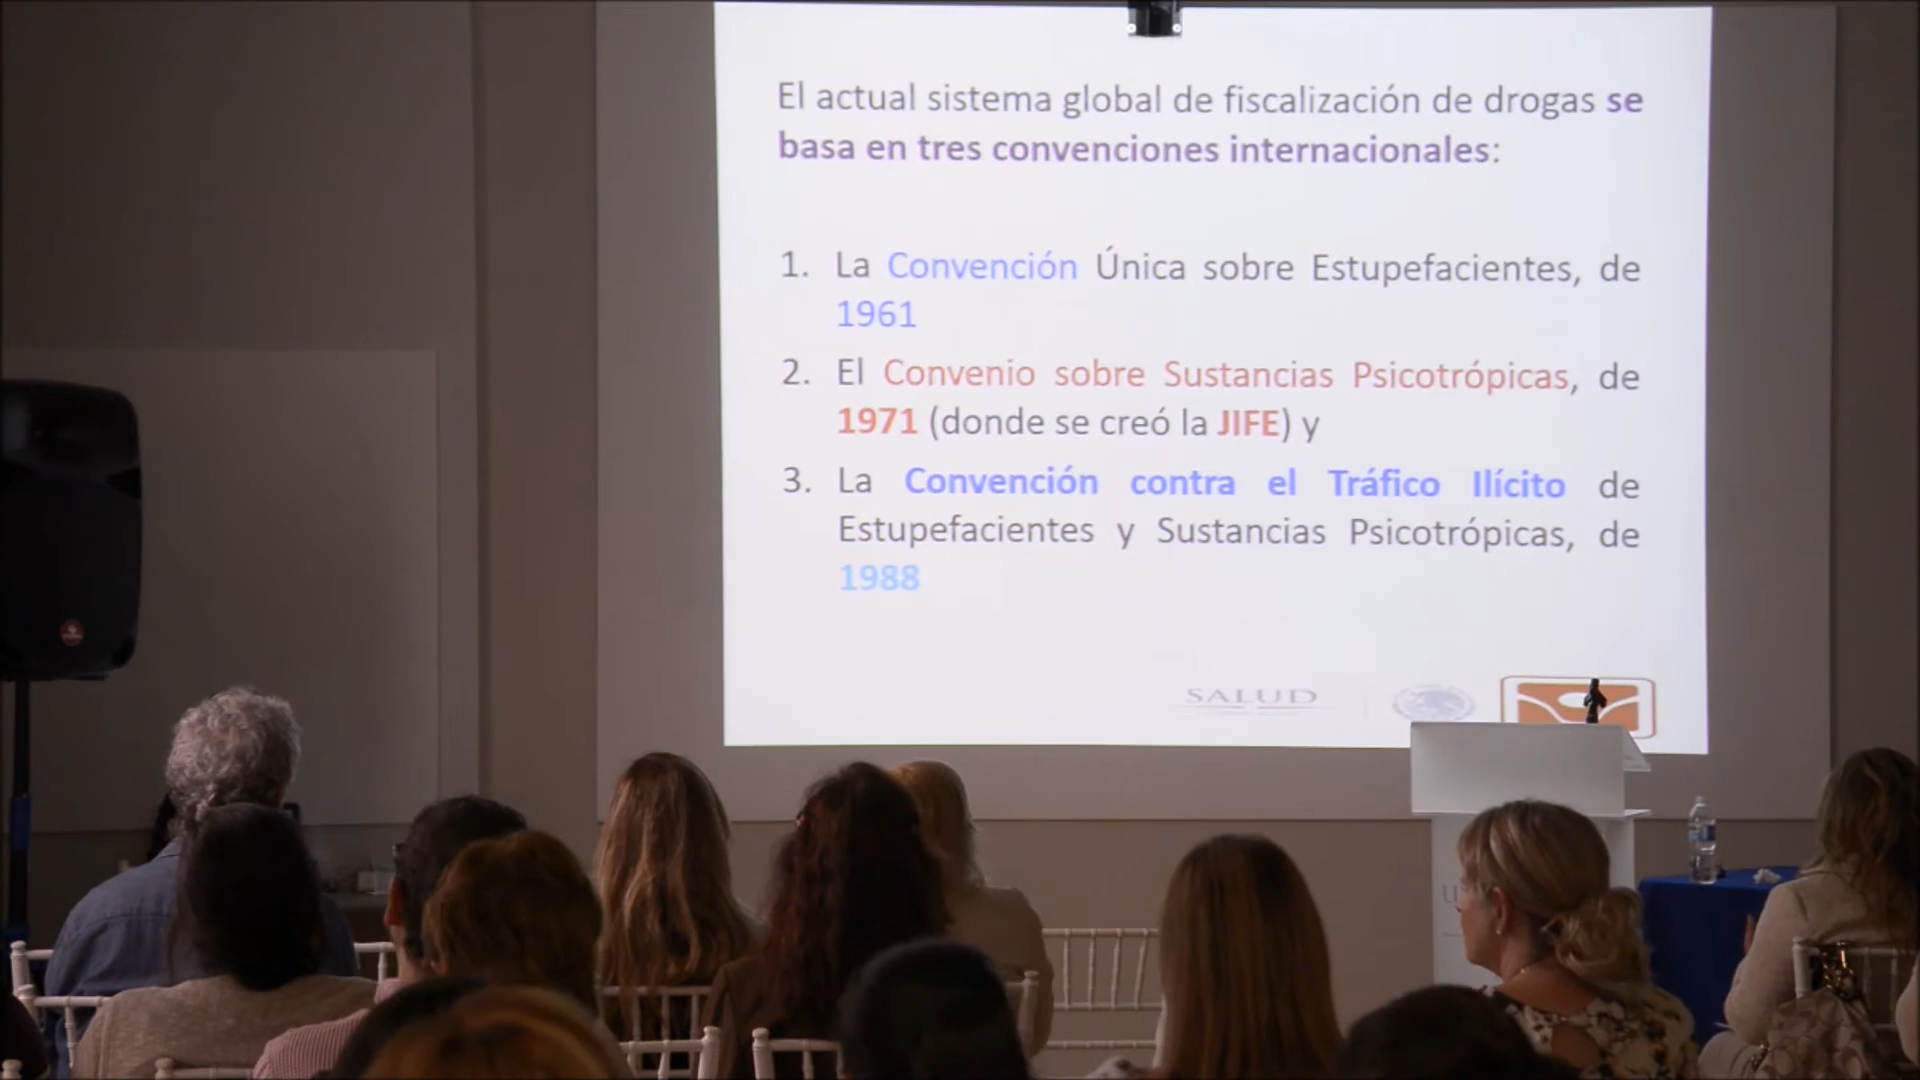 El actual sistema global de fiscalización de drogas se
basa en tres convenciones internacionales:
1. La Convención Única sobre Estupefacientes, de
1961
2. El Convenio sobre Sustancias Psicotrópicas, de
1971 (donde se creó la JIFE) y
3. La Convención contra el Tráfico Ilícito de
Estupefacientes y Sustancias Psicotrópicas, de
1988
SALUD